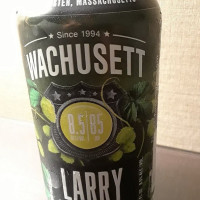 MASSACHUSETTS
★ Since 1994 ★
WACHUSETT
8.5 85
LARRY